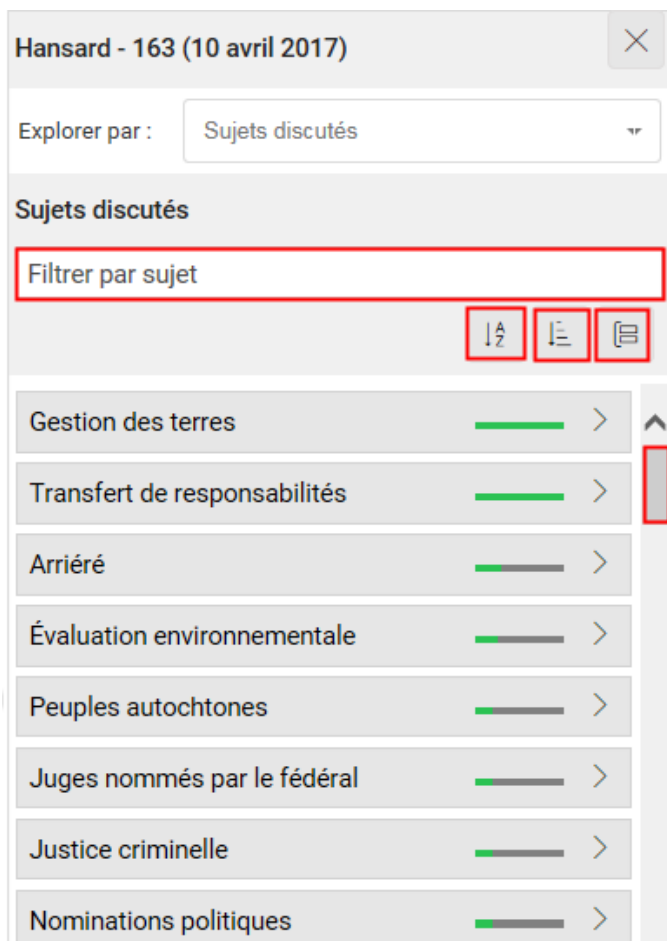 Hansard - 163 (10 avril 2017)
Explorer par :
Sujets discutés
Sujets discutés
Filtrer par sujet
Gestion des terres
Transfert de responsabilités
Arriéré
Évaluation environnementale
Peuples autochtones
Juges nommés par le fédéral
Justice criminelle
Nominations politiques